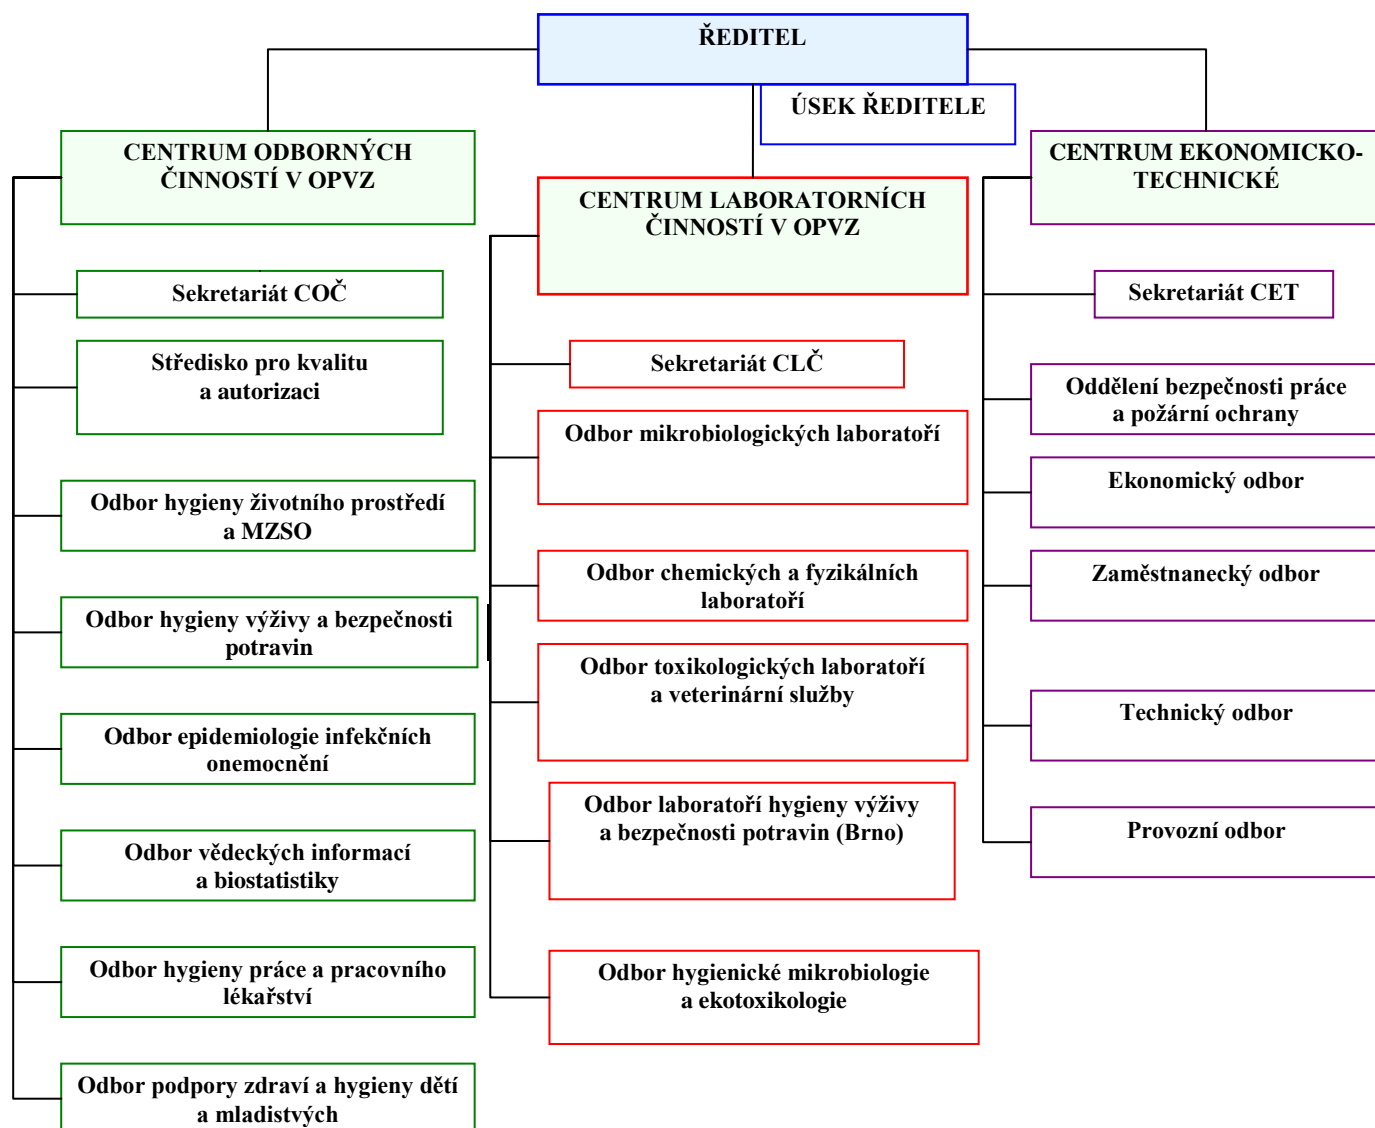 ŘEDITEL
ÚSEK ŘEDITELE
CENTRUM ODBORNÝCH
ČINNOSTÍ V OPVZ
Sekretariát COČ
Středisko pro kvalitu
a autorizaci
Odbor hygieny životního prostředí
a MZSO
Odbor hygieny výživy a bezpečnosti
potravin
Odbor epidemiologie infekčních
onemocnění
Odbor vědeckých informací
a biostatistiky
Odbor hygieny práce a pracovního
lékařství
Odbor podpory zdraví a hygieny dětí
a mladistvých
CENTRUM LABORATORNÍCH
ČINNOSTÍ V OPVZ
Sekretariát CLČ
Odbor mikrobiologických laboratoří
Odbor chemických a fyzikálních
laboratoří
Odbor toxikologických laboratoří
a veterinární služby
Odbor laboratoří hygieny výživy
a bezpečnosti potravin (Brno)
Odbor hygienické mikrobiologie
a ekotoxikologie
CENTRUM EKONOMICKO-
TECHNICKÉ
Sekretariát CET
Oddělení bezpečnosti práce
a požární ochrany
Ekonomický odbor
Zaměstnanecký odbor
Technický odbor
Provozní odbor